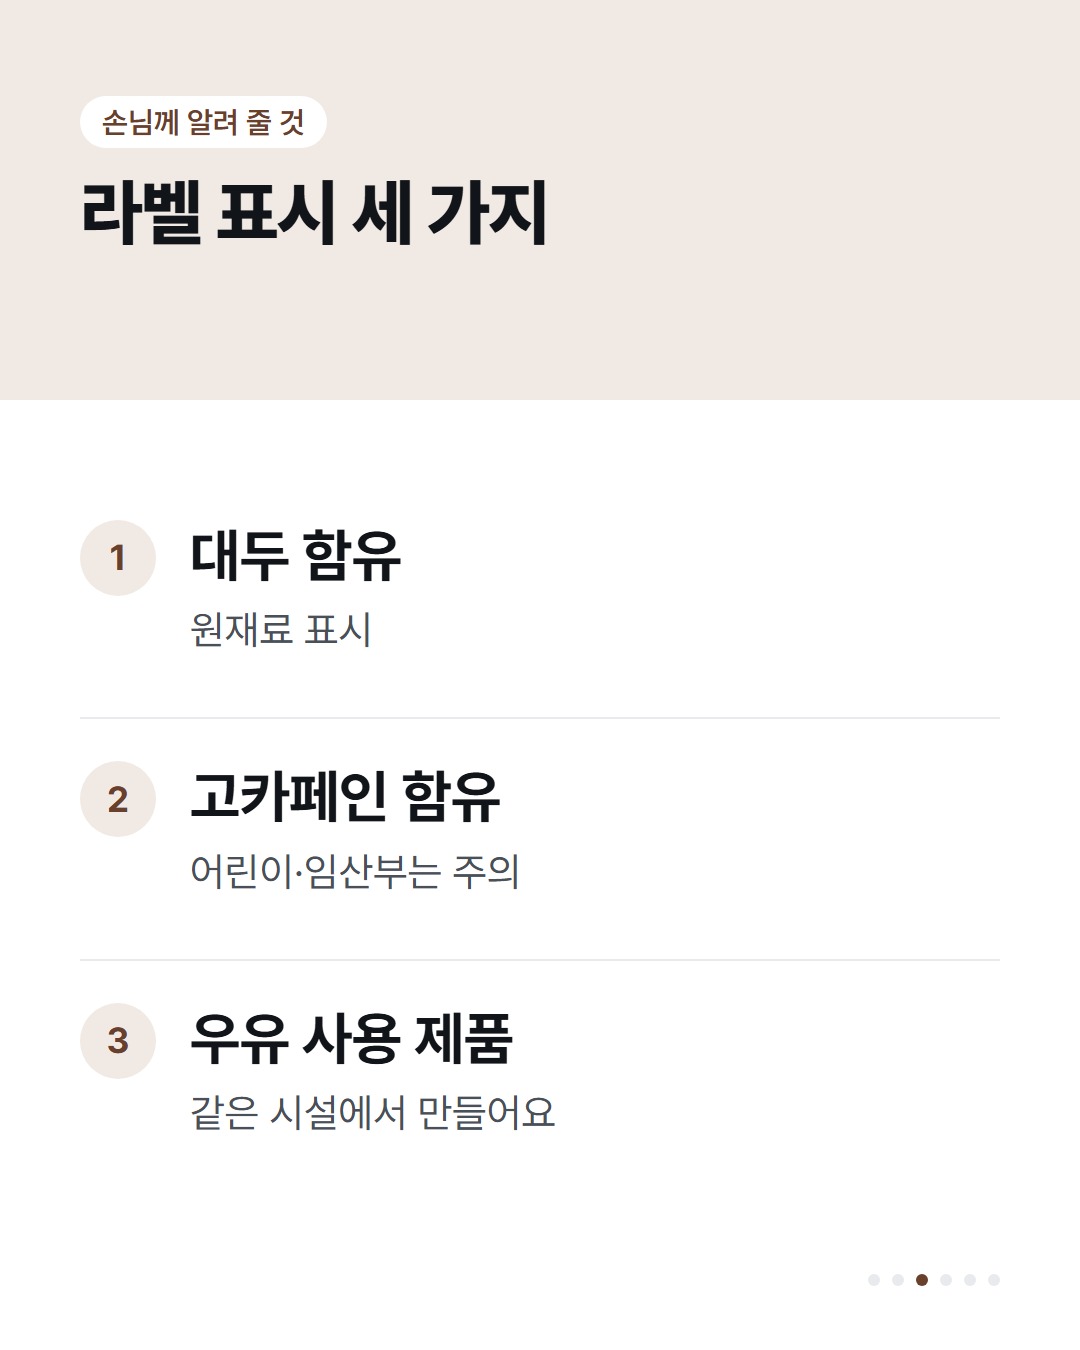 손님께 알려 줄 것
라벨 표시 세 가지
1
대두 함유
원재료 표시
2
고카페인 함유
어린이·임산부는 주의
3
우유 사용 제품
같은 시설에서 만들어요